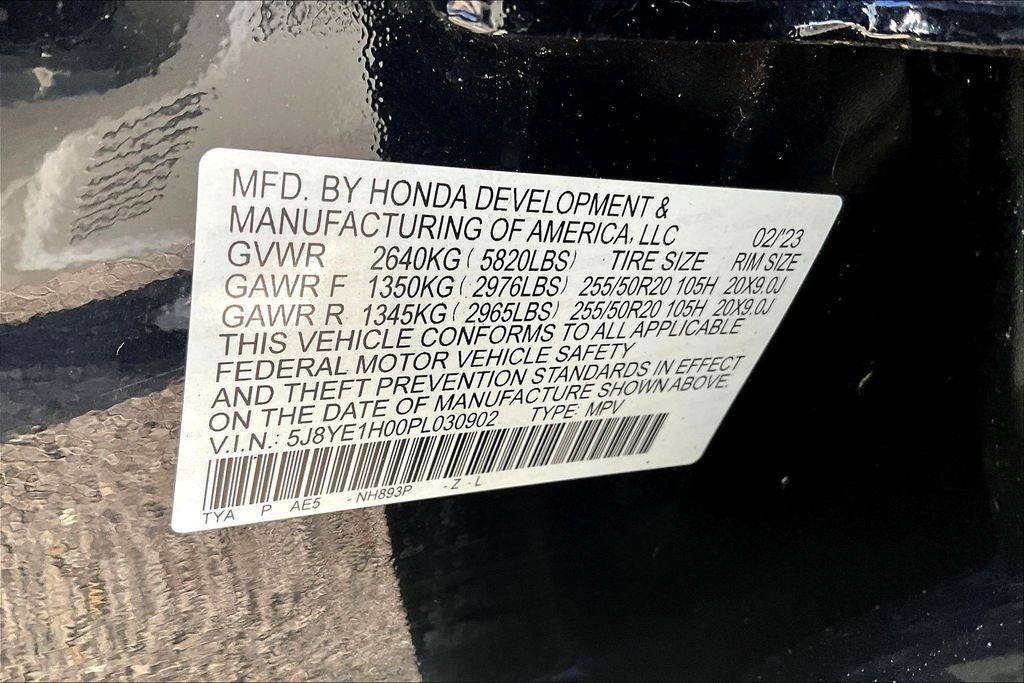 MFD. BY HONDA DEVELOPMENT &
MANUFACTURING OF AMERICA, LLC 02/'23
GVWR 2640KG ( 5820LBS) TIRE SIZE RIM SIZE
GAWR F 1350KG ( 2976LBS) 255/50R20 105H 20X9.0J
GAWR R 1345KG ( 2965LBS) 255/50R20 105H 20X9.0J
THIS VEHICLE CONFORMS TO ALL APPLICABLE
FEDERAL MOTOR VEHICLE SAFETY
AND THEFT PREVENTION STANDARDS IN EFFECT
ON THE DATE OF MANUFACTURE SHOWN ABOVE.
V.I.N.: 5J8YE1H00PL030902 TYPE: MPV
TYA P AE5 - NH893P - Z - L